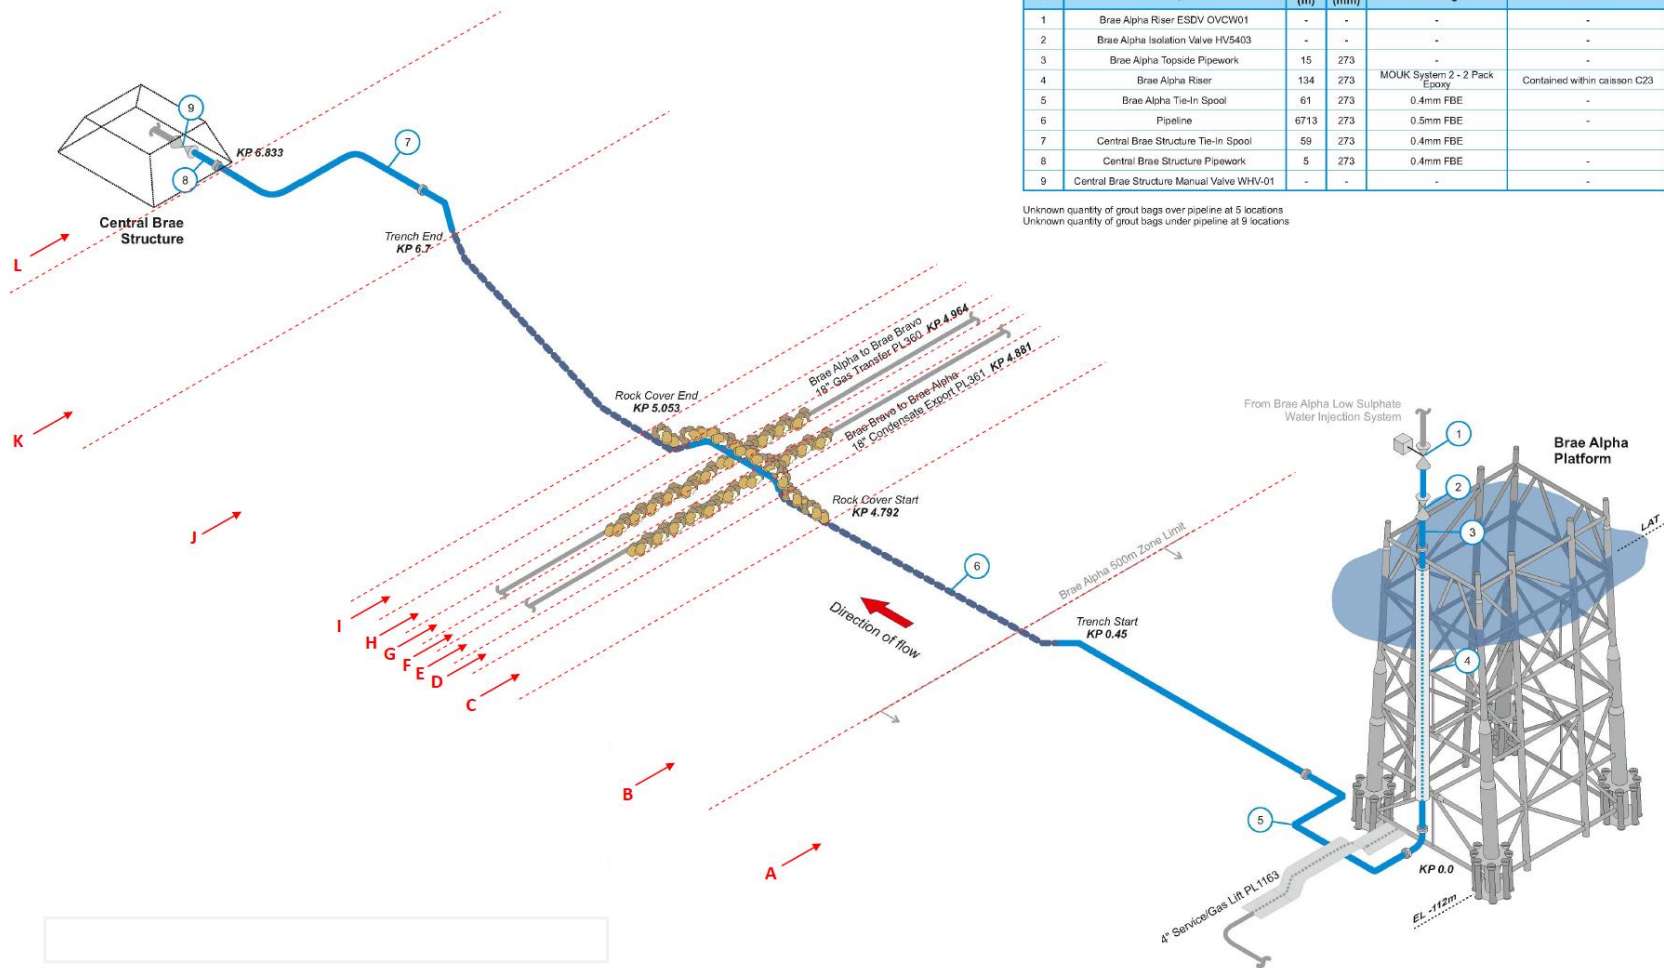 (m) (mm)
1 Brae Alpha Riser ESDV OVCW01 - - - -
2 Brae Alpha Isolation Valve HV5403 - - - -
3 Brae Alpha Topside Pipework 15 273 - -
4 Brae Alpha Riser 134 273 MOUK System 2 - 2 Pack Epoxy Contained within caisson C23
5 Brae Alpha Tie-In Spool 61 273 0.4mm FBE -
6 Pipeline 6713 273 0.5mm FBE
7 Central Brae Structure Tie-In Spool 59 273 0.4mm FBE -
8 Central Brae Structure Pipework 5 273 0.4mm FBE -
9 Central Brae Structure Manual Valve WHV-01 - - - -
Unknown quantity of grout bags over pipeline at 5 locations
Unknown quantity of grout bags under pipeline at 9 locations
9
KP 6.833
7
8
Central Brae
Structure
Trench End
KP 6.7
L
K
J
Brae Alpha to Brae Bravo
18" Gas Transfer PL360 KP 4.964
Brae Bravo to Brae Alpha
18" Condensate Export PL361 KP 4.881
Rock Cover End
KP 5.053
Rock Cover Start
KP 4.792
From Brae Alpha Low Sulphate
Water Injection System
Brae Alpha
Platform
1
2
3
LAT
4
6
Brae Alpha 500m Zone Limit
Direction of flow
Trench Start
KP 0.45
I
H
G
F
E
D
C
B
A
5
KP 0.0
4" Service/Gas Lift PL1163
EL -112m